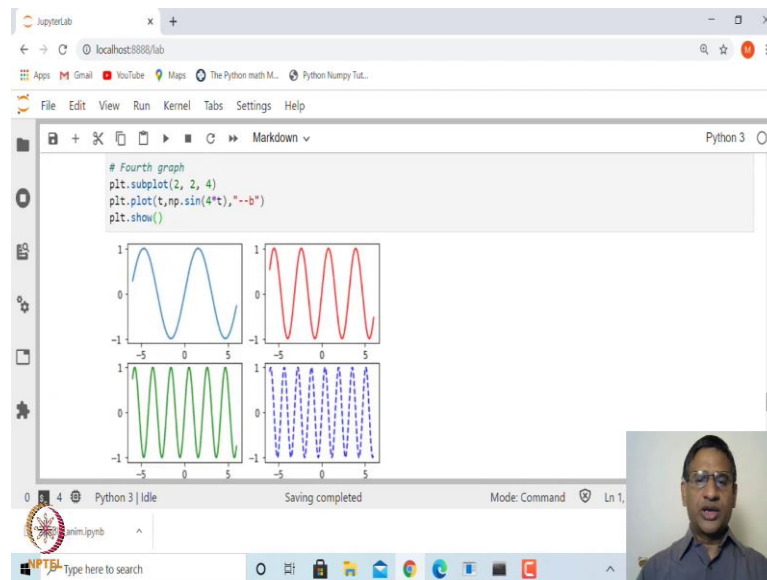 JupyterLab
localhost:8888/lab
Apps Gmail YouTube Maps The Python math M... Python Numpy Tut...
M
File Edit View Run Kernel Tabs Settings Help
Markdown Python 3
# Fourth graph
plt.subplot(2, 2, 4)
plt.plot(t,np.sin(4*t),"--b")
plt.show()
1 1
0 0
-1 -1
-5 0 5 -5 0 5
1 1
0 0
-1 -1
-5 0 5 -5 0 5
0 4 Python 3 | Idle Saving completed Mode: Command Ln 1,
anim.ipynb
NPTEL Type here to search